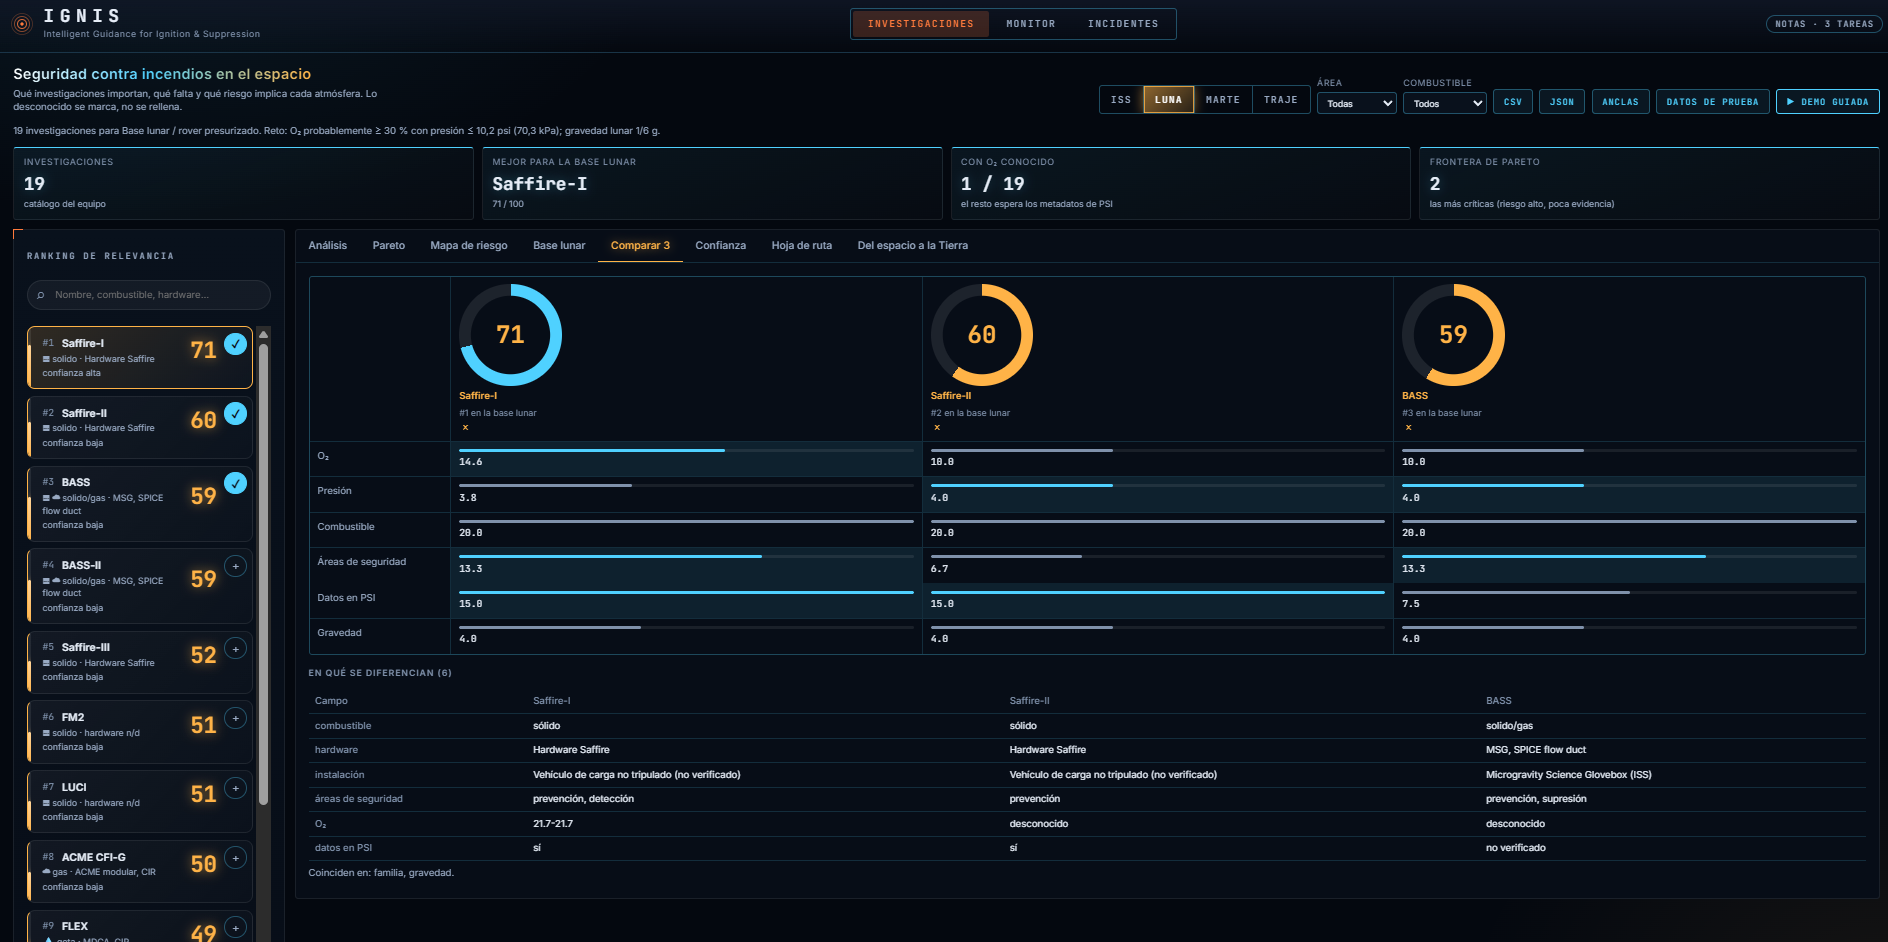 IGNIS
Intelligent Guidance for Ignition & Suppression
INVESTIGACIONES MONITOR INCIDENTES
NOTAS · 3 TAREAS
Seguridad contra incendios en el espacio
Qué investigaciones importan, qué falta y qué riesgo implica cada atmósfera. Lo
desconocido se marca, no se rellena.
ISS LUNA MARTE TRAJE
ÁREA
Todas
COMBUSTIBLE
Todos
CSV JSON ANCLAS DATOS DE PRUEBA ▶ DEMO GUIADA
19 investigaciones para Base lunar / rover presurizado. Reto: O₂ probablemente ≥ 30 % con presión ≤ 10,2 psi (70,3 kPa); gravedad lunar 1/6 g.
INVESTIGACIONES
19
catálogo del equipo
MEJOR PARA LA BASE LUNAR
Saffire-I
71 / 100
CON O₂ CONOCIDO
1 / 19
el resto espera los metadatos de PSI
FRONTERA DE PARETO
2
las más críticas (riesgo alto, poca evidencia)
RANKING DE RELEVANCIA
Nombre, combustible, hardware...
#1 Saffire-I 71 ✓
solido · Hardware Saffire
confianza alta
#2 Saffire-II 60 ✓
solido · Hardware Saffire
confianza baja
#3 BASS 59 ✓
solido/gas · MSG, SPICE
flow duct
confianza baja
#4 BASS-II 59 +
solido/gas · MSG, SPICE
flow duct
confianza baja
#5 Saffire-III 52 +
solido · Hardware Saffire
confianza baja
#6 FM2 51 +
solido · hardware n/d
confianza baja
#7 LUCI 51 +
solido · hardware n/d
confianza baja
#8 ACME CFI-G 50 +
gas · ACME modular, CIR
confianza baja
#9 FLEX 49 +
gota · MDCA, CIR
Análisis Pareto Mapa de riesgo Base lunar Comparar 3 Confianza Hoja de ruta Del espacio a la Tierra
71 60 59
Saffire-I Saffire-II BASS
#1 en la base lunar #2 en la base lunar #3 en la base lunar
× × ×
O₂ 14.6 10.0 10.0
Presión 3.8 4.0 4.0
Combustible 20.0 20.0 20.0
Áreas de seguridad 13.3 6.7 13.3
Datos en PSI 15.0 15.0 7.5
Gravedad 4.0 4.0 4.0
EN QUÉ SE DIFERENCIAN (6)
Campo Saffire-I Saffire-II BASS
combustible sólido sólido solido/gas
hardware Hardware Saffire Hardware Saffire MSG, SPICE flow duct
instalación Vehículo de carga no tripulado (no verificado) Vehículo de carga no tripulado (no verificado) Microgravity Science Glovebox (ISS)
áreas de seguridad prevención, detección prevención prevención, supresión
O₂ 21.7-21.7 desconocido desconocido
datos en PSI sí sí no verificado
Coinciden en: familia, gravedad.